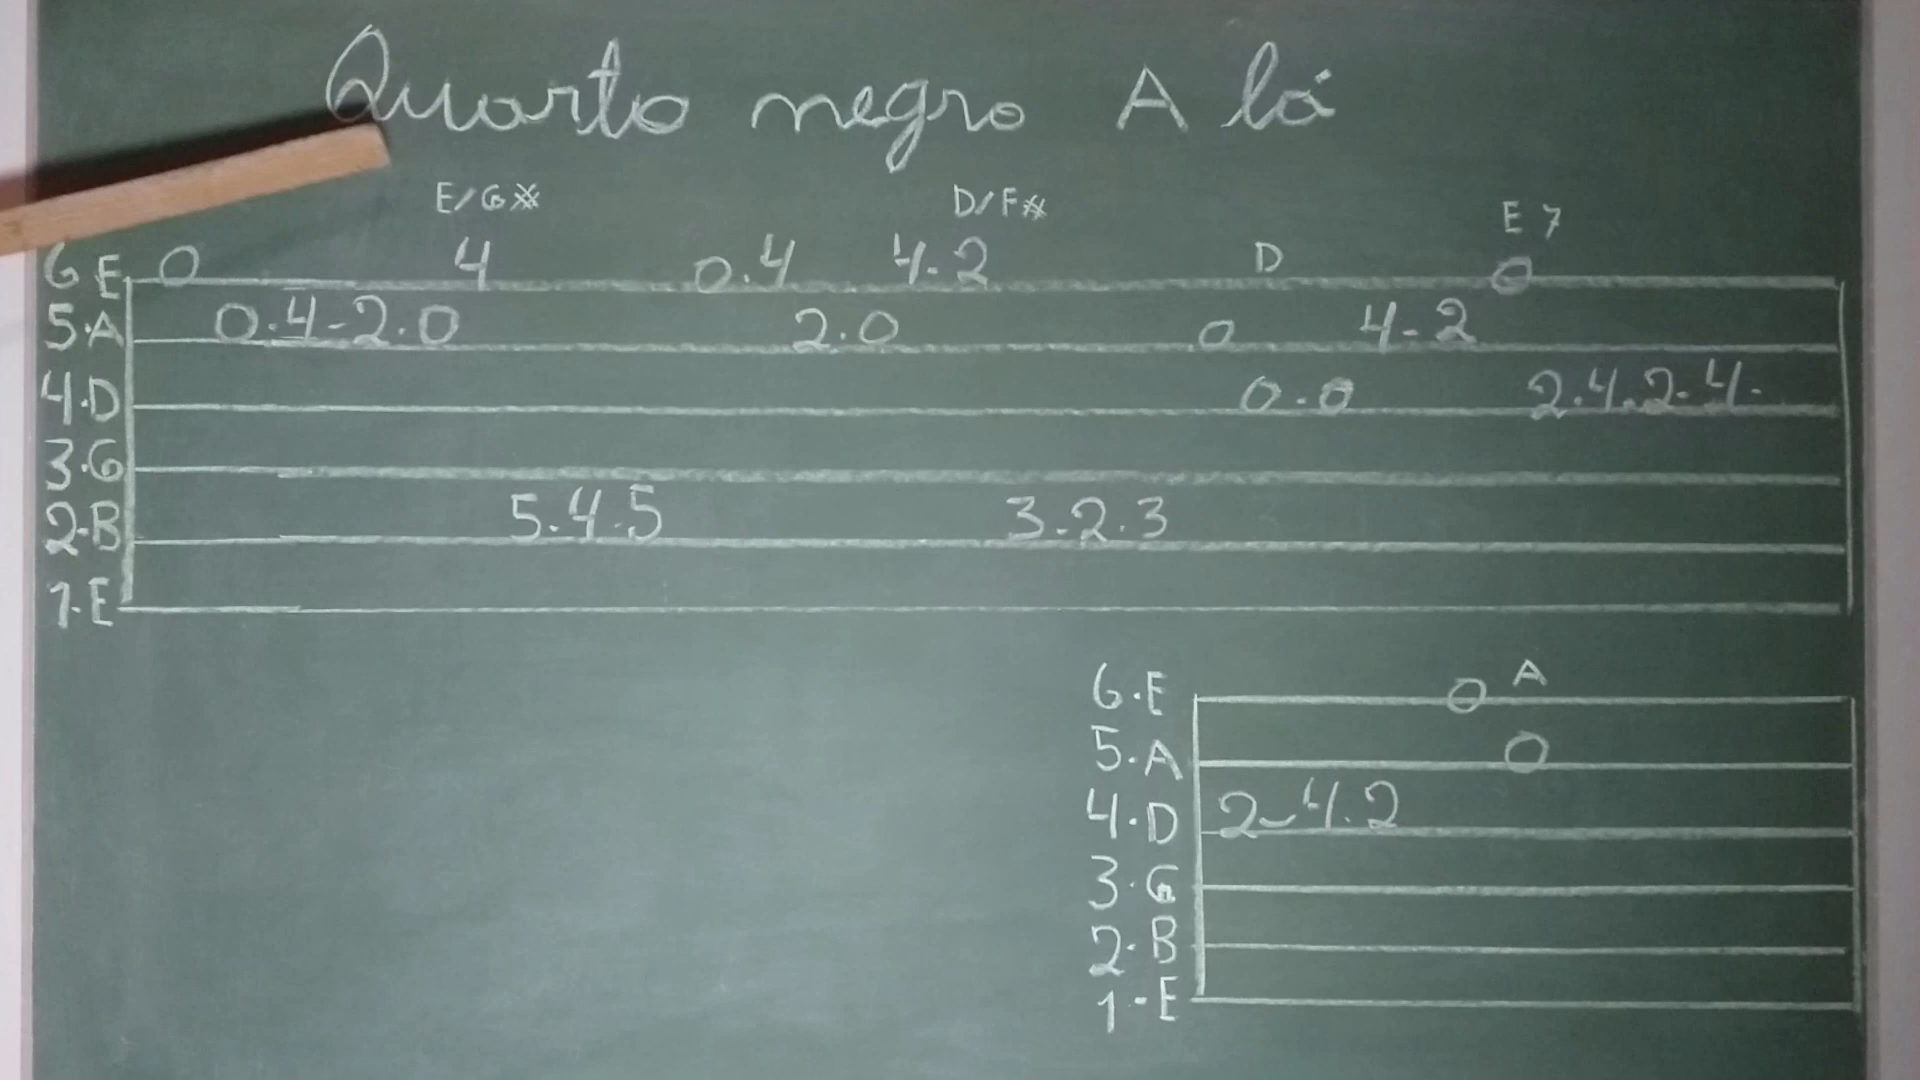 Quarto negro A lá
E/G# D/F# E7
6 E 0 4 0.4 4-2 D 0
5.A 0.4-2.0 2.0 0 4-2
4.D 0-0 2.4.2-4-
3.G
2.B 5.4.5 3-2.3
1.E
6.E 0 A
5.A 0
4.D 2-4.2
3.G
2.B
1-E